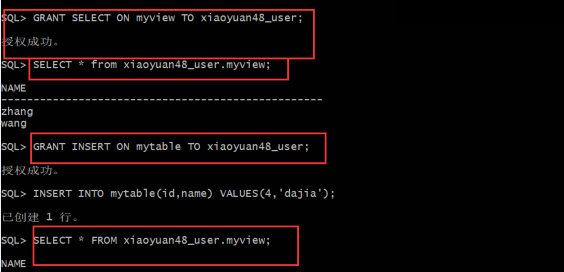 SQL> GRANT SELECT ON myview TO xiaoyuan48_user;
授权成功。
SQL> SELECT * from xiaoyuan48_user.myview;
NAME
--------------------------------------------------
zhang
wang
SQL> GRANT INSERT ON mytable TO xiaoyuan48_user;
授权成功。
SQL> INSERT INTO mytable(id,name) VALUES(4,'dajia');
已创建 1 行。
SQL> SELECT * FROM xiaoyuan48_user.myview;
NAME